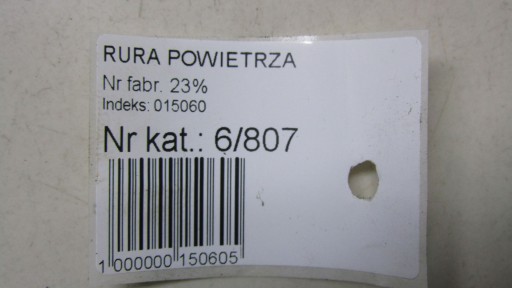 RURA POWIETRZA
Nr fabr. 23%
Indeks: 015060
Nr kat.: 6/807
1 000000 150605